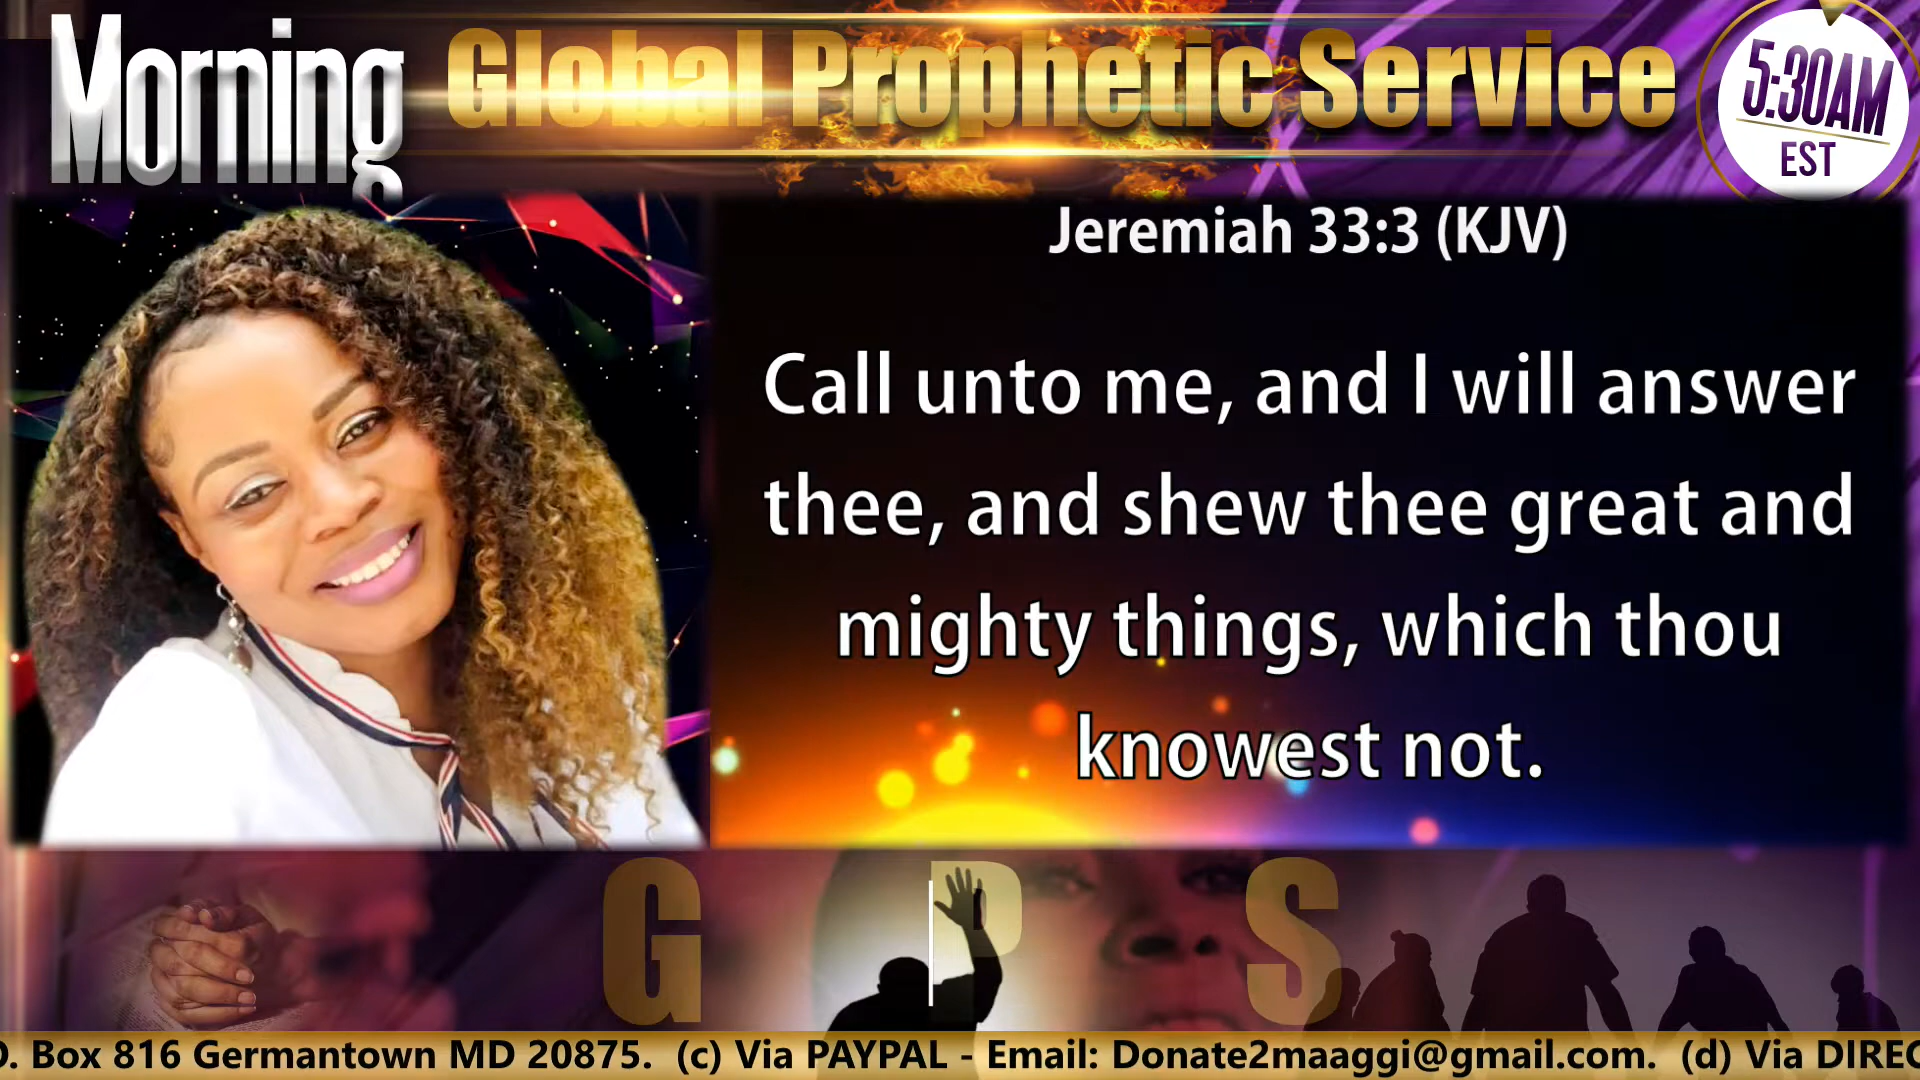 Morning Global Prophetic Service
5:30AM
EST
Jeremiah 33:3 (KJV)
Call unto me, and I will answer
thee, and shew thee great and
mighty things, which thou
knowest not.
G P S
. Box 816 Germantown MD 20875. (c) Via PAYPAL - Email: Donate2maaggi@gmail.com. (d) Via